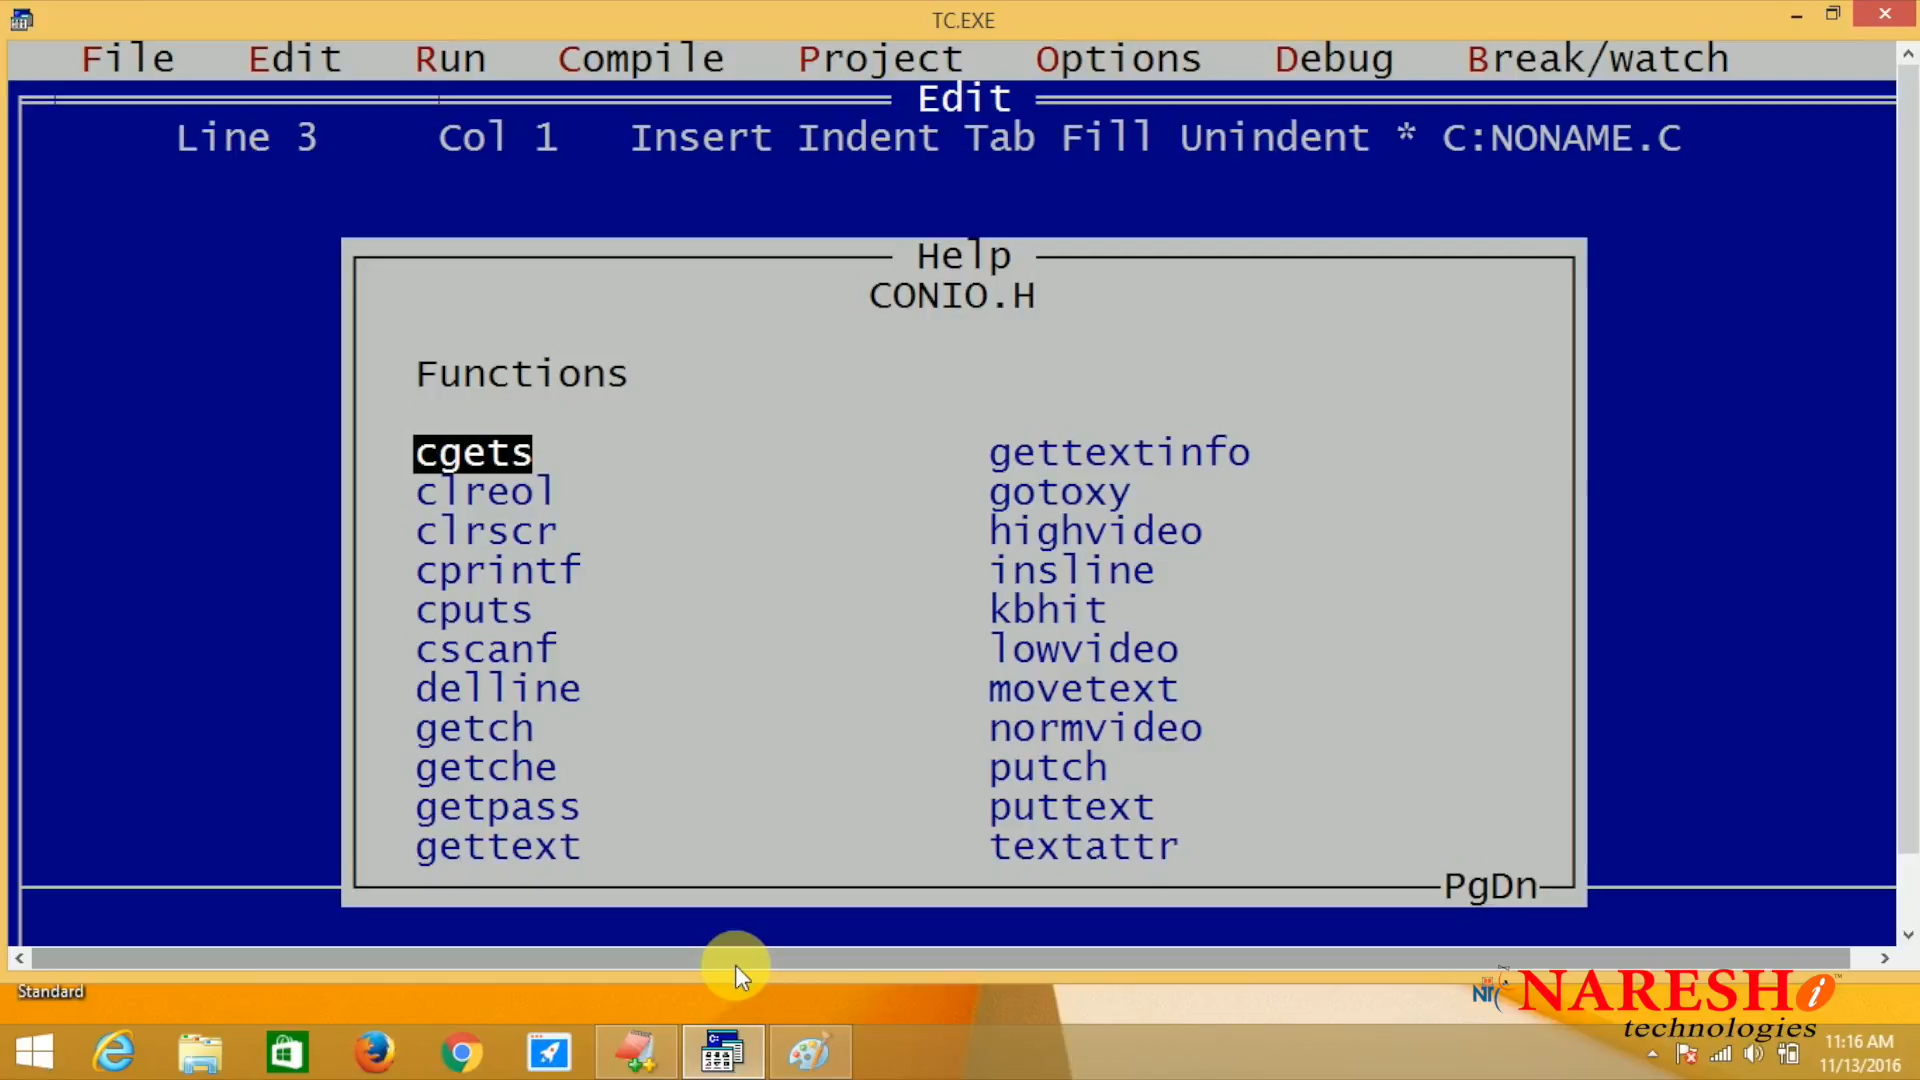 TC.EXE
File Edit Run Compile Project Options Debug Break/watch
Edit
Line 3 Col 1 Insert Indent Tab Fill Unindent * C:NONAME.C
Help
CONIO.H
Functions
cgets gettextinfo
clreol gotoxy
clrscr highvideo
cprintf insline
cputs kbhit
cscanf lowvideo
delline movetext
getch normvideo
getche putch
getpass puttext
gettext textattr
PgDn
Standard
NARESH i
technologies
11:16 AM
11/13/2016